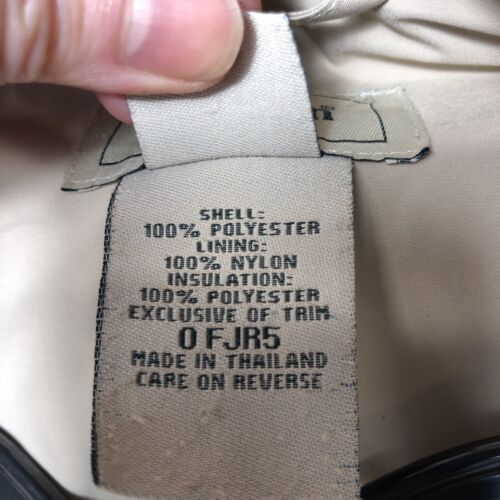 SHELL:
100% POLYESTER
LINING:
100% NYLON
INSULATION:
100% POLYESTER
EXCLUSIVE OF TRIM
0 FJR5
MADE IN THAILAND
CARE ON REVERSE